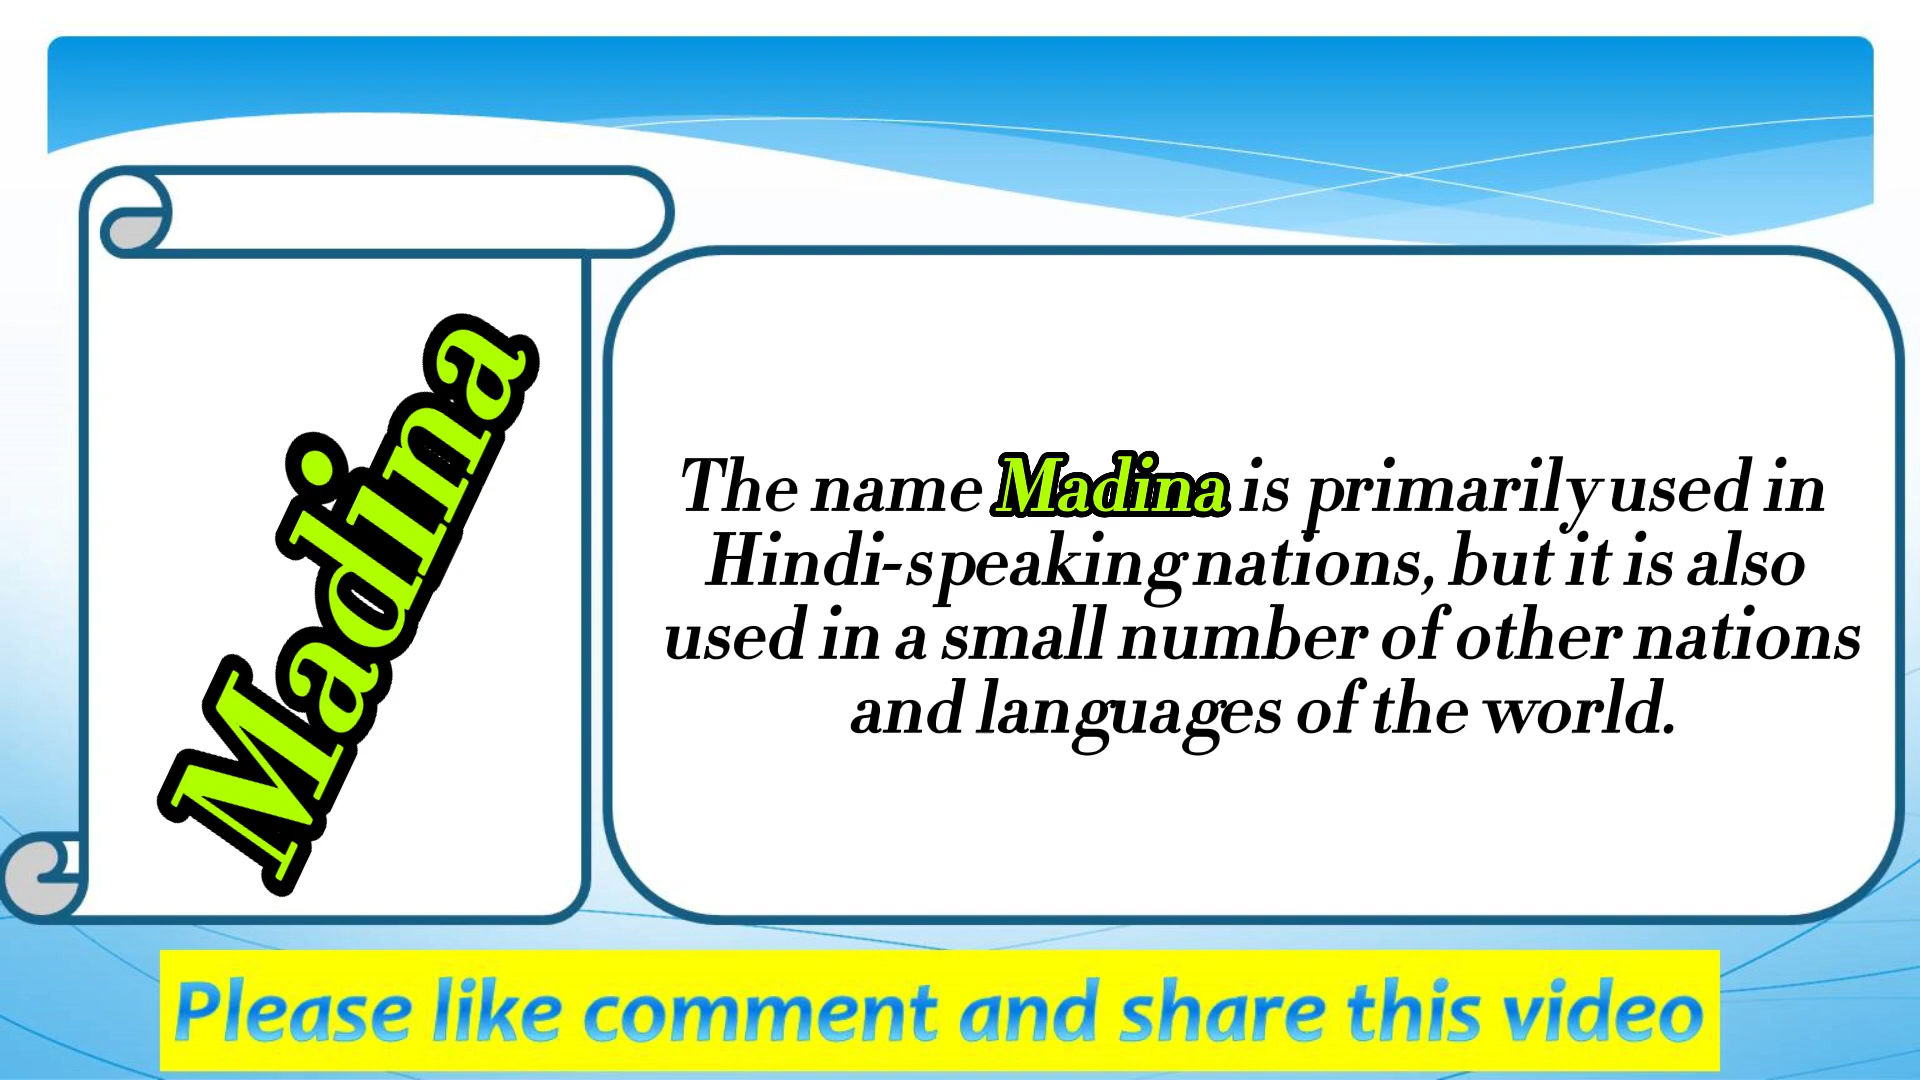 Madina
The name Madina is primarily used in
Hindi-speaking nations, but it is also
used in a small number of other nations
and languages of the world.
Please like comment and share this video